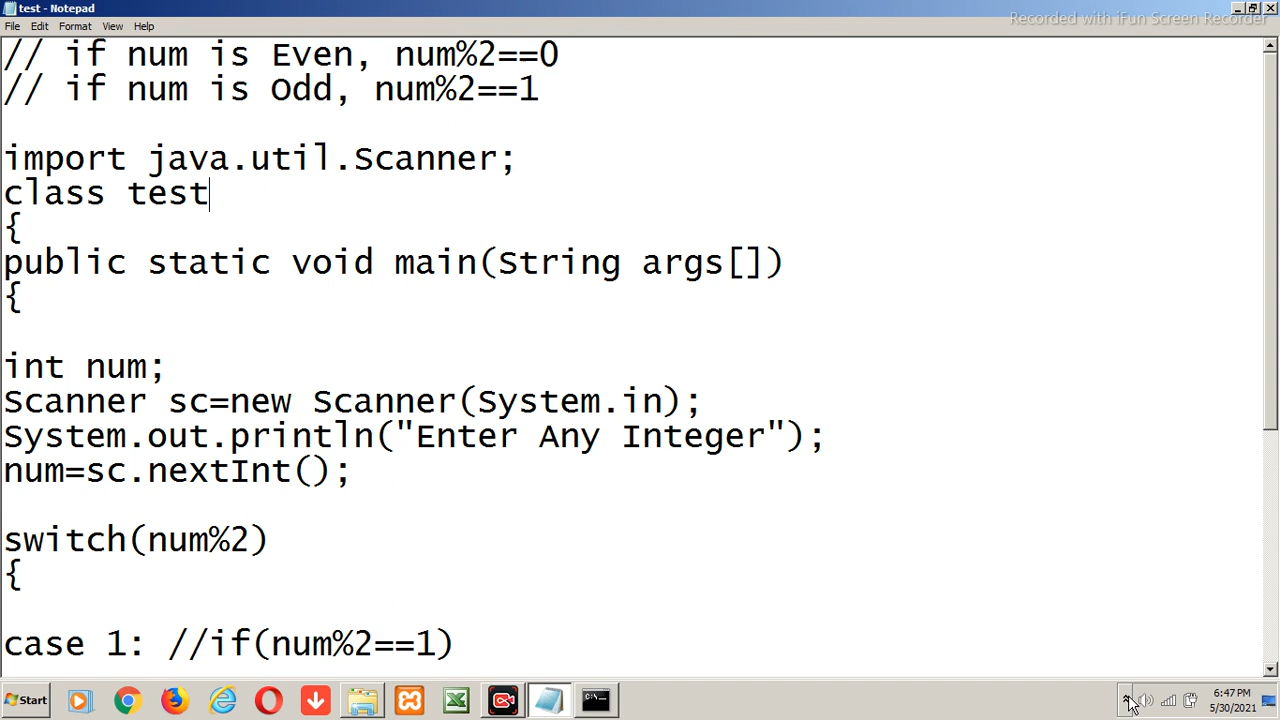 test - Notepad
File Edit Format View Help
Recorded with iFun Screen Recorder
// if num is Even, num%2==0
// if num is Odd, num%2==1
import java.util.Scanner;
class test
{
public static void main(String args[])
{
int num;
Scanner sc=new Scanner(System.in);
System.out.println("Enter Any Integer");
num=sc.nextInt();
switch(num%2)
{
case 1: //if(num%2==1)
Start
6:47 PM
5/30/2021